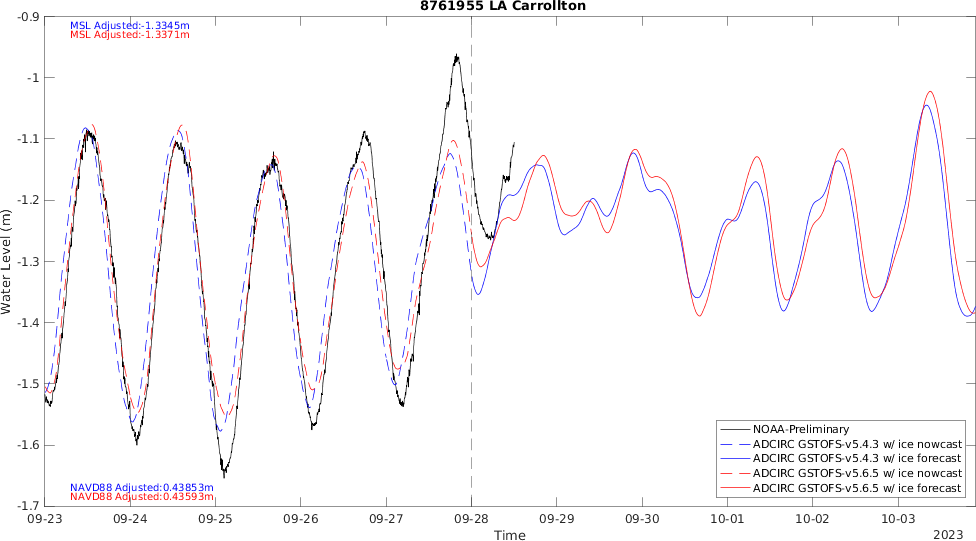 8761955 LA Carrollton
-0.9
MSL Adjusted:-1.3345m
MSL Adjusted:-1.3371m
-1
-1.1
-1.2
-1.3
-1.4
-1.5
-1.6
-1.7
Water Level (m)
NAVD88 Adjusted:0.43853m
NAVD88 Adjusted:0.43593m
NOAA-Preliminary
ADCIRC GSTOFS-v5.4.3 w/ ice nowcast
ADCIRC GSTOFS-v5.4.3 w/ ice forecast
ADCIRC GSTOFS-v5.6.5 w/ ice nowcast
ADCIRC GSTOFS-v5.6.5 w/ ice forecast
09-23 09-24 09-25 09-26 09-27 09-28 09-29 09-30 10-01 10-02 10-03
Time
2023